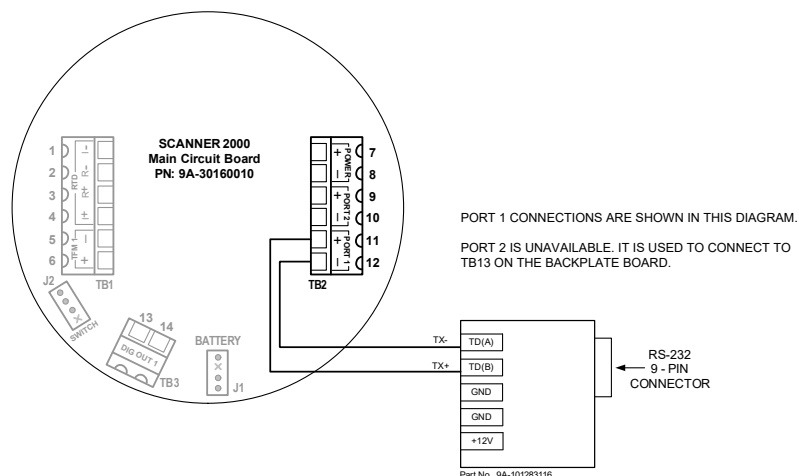 SCANNER 2000
Main Circuit Board
PN: 9A-30160010
1
2
3
4
5
6
I-
R-
R+
I+
RTD
−
+
TFM 1
TB1
+
−
POWER
+
−
PORT 2
+
−
PORT 1
7
8
9
10
11
12
TB2
J2
SWITCH
13
14
DIG OUT 1
TB3
BATTERY
J1
PORT 1 CONNECTIONS ARE SHOWN IN THIS DIAGRAM.
PORT 2 IS UNAVAILABLE. IT IS USED TO CONNECT TO
TB13 ON THE BACKPLATE BOARD.
TX-
TD(A)
TX+
TD(B)
GND
GND
+12V
RS-232
9 - PIN
CONNECTOR
Part No. 9A-101283116